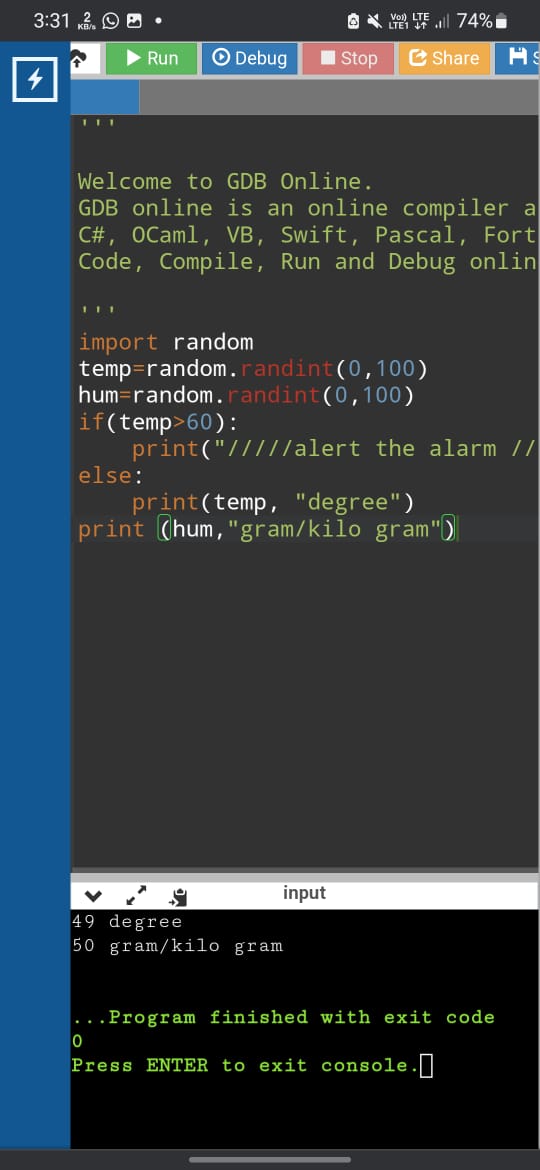 3:31 2 KB/s Vo)) LTE1 LTE 74%
Run Debug Stop Share S
'''
Welcome to GDB Online.
GDB online is an online compiler a
C#, OCaml, VB, Swift, Pascal, Fort
Code, Compile, Run and Debug onlin
'''
import random
temp=random.randint(0,100)
hum=random.randint(0,100)
if(temp>60):
    print("/////alert the alarm //
else:
    print(temp, "degree")
print (hum,"gram/kilo gram")
input
49 degree
50 gram/kilo gram
...Program finished with exit code
0
Press ENTER to exit console.